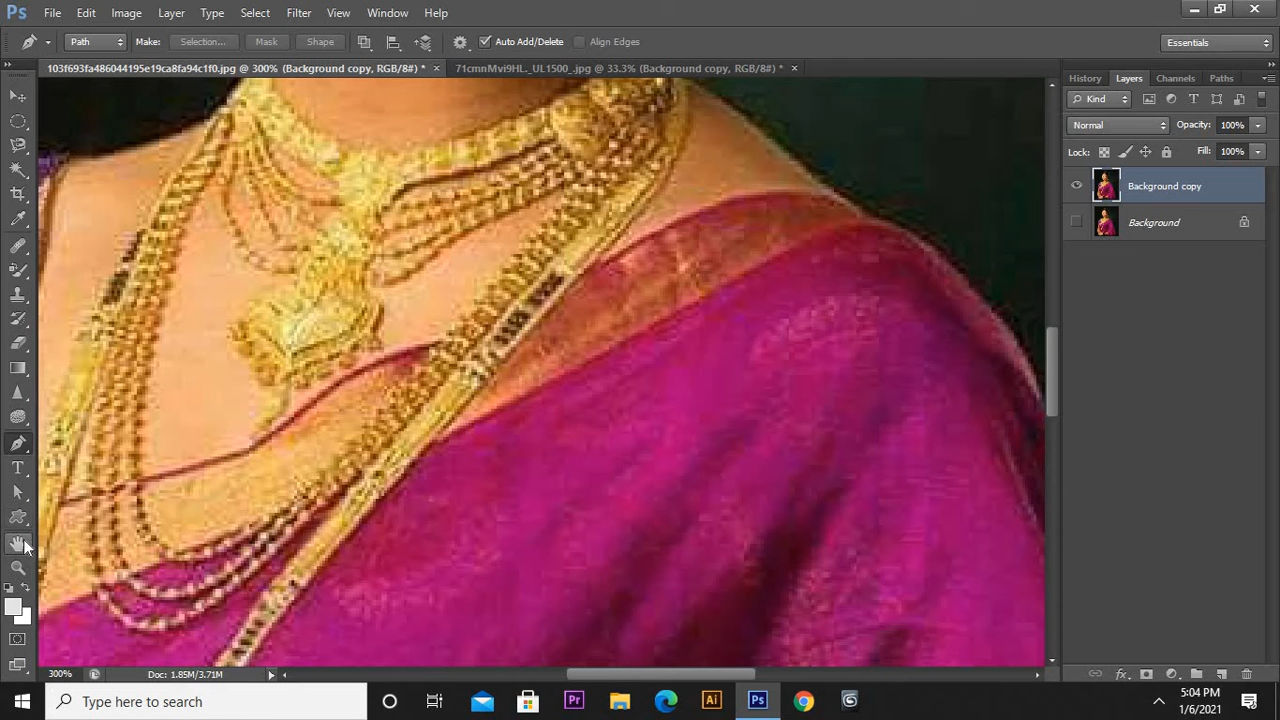 Ps File Edit Image Layer Type Select Filter View Window Help
Path Make: Selection... Mask Shape Auto Add/Delete Align Edges Essentials
103f693fa486044195e19ca8fa94c1f0.jpg @ 300% (Background copy, RGB/8#) * × 71cmnMvi9HL._UL1500_.jpg @ 33.3% (Background copy, RGB/8#) * ×
History Layers Channels Paths
Kind
Normal Opacity: 100%
Lock: Fill: 100%
Background copy
Background
T
300% Doc: 1.85M/3.71M
Type here to search
Pr Ai Ps
5:04 PM
1/6/2021